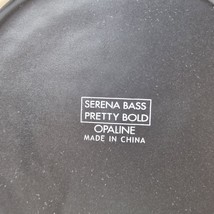 SERENA BASS
PRETTY BOLD
OPALINE
MADE IN CHINA